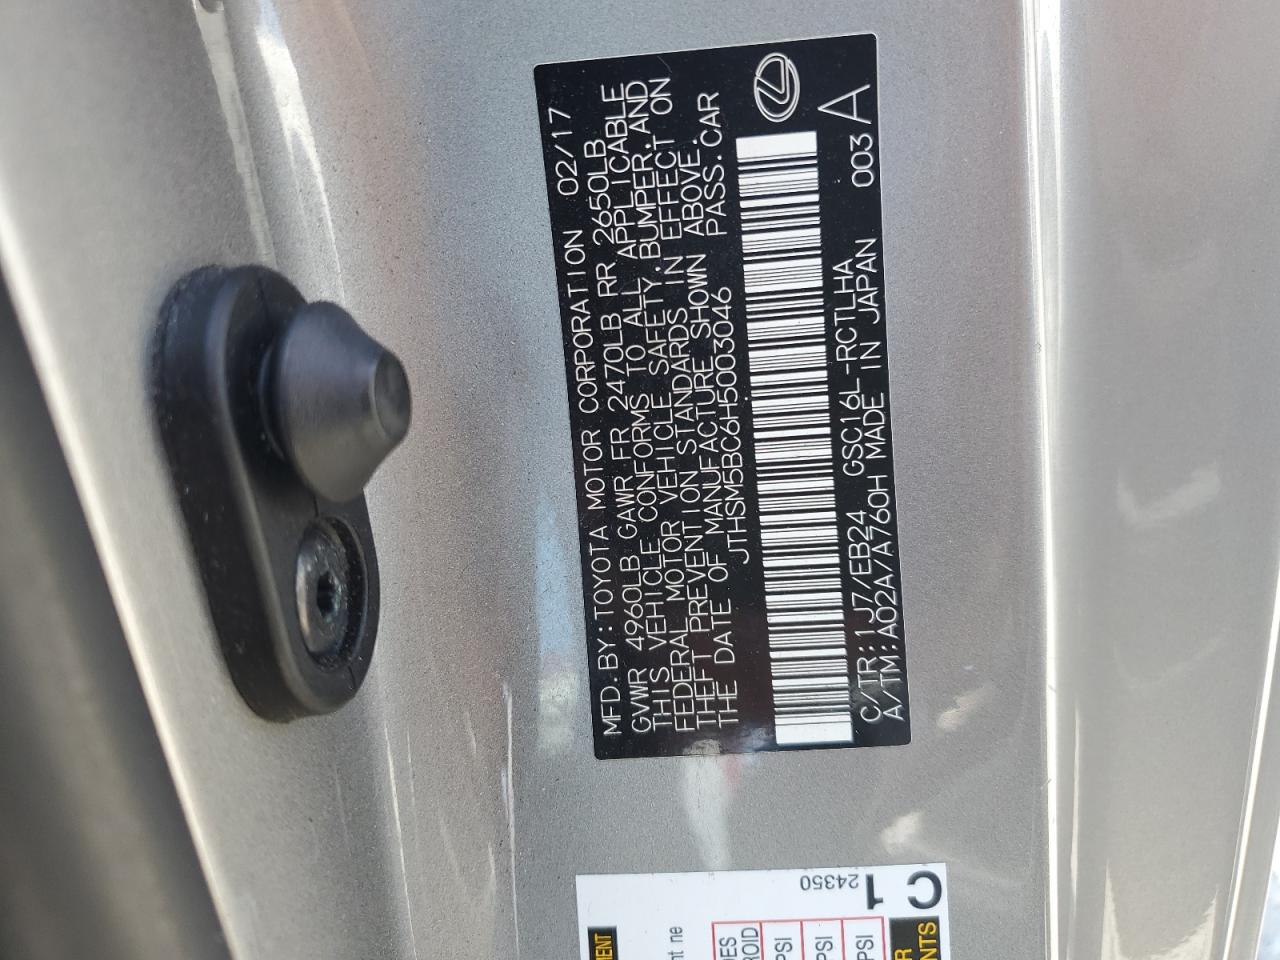 MFD.BY:TOYOTA MOTOR CORPORATION 02/17
GVWR 4960LB GAWR FR 2470LB RR 2650LB
THIS VEHICLE CONFORMS TO ALL APPLICABLE
FEDERAL MOTOR VEHICLE SAFETY,BUMPER,AND
THEFT PREVENTION STANDARDS IN EFFECT ON
THE DATE OF MANUFACTURE SHOWN ABOVE.
JTHSM5BC6H5003046 PASS.CAR
C/TR:1J7/EB24 GSC16L-RCTLHA 003 A
A/TM:A02A/A760H MADE IN JAPAN
C1
24350
PSI
PSI
PSI